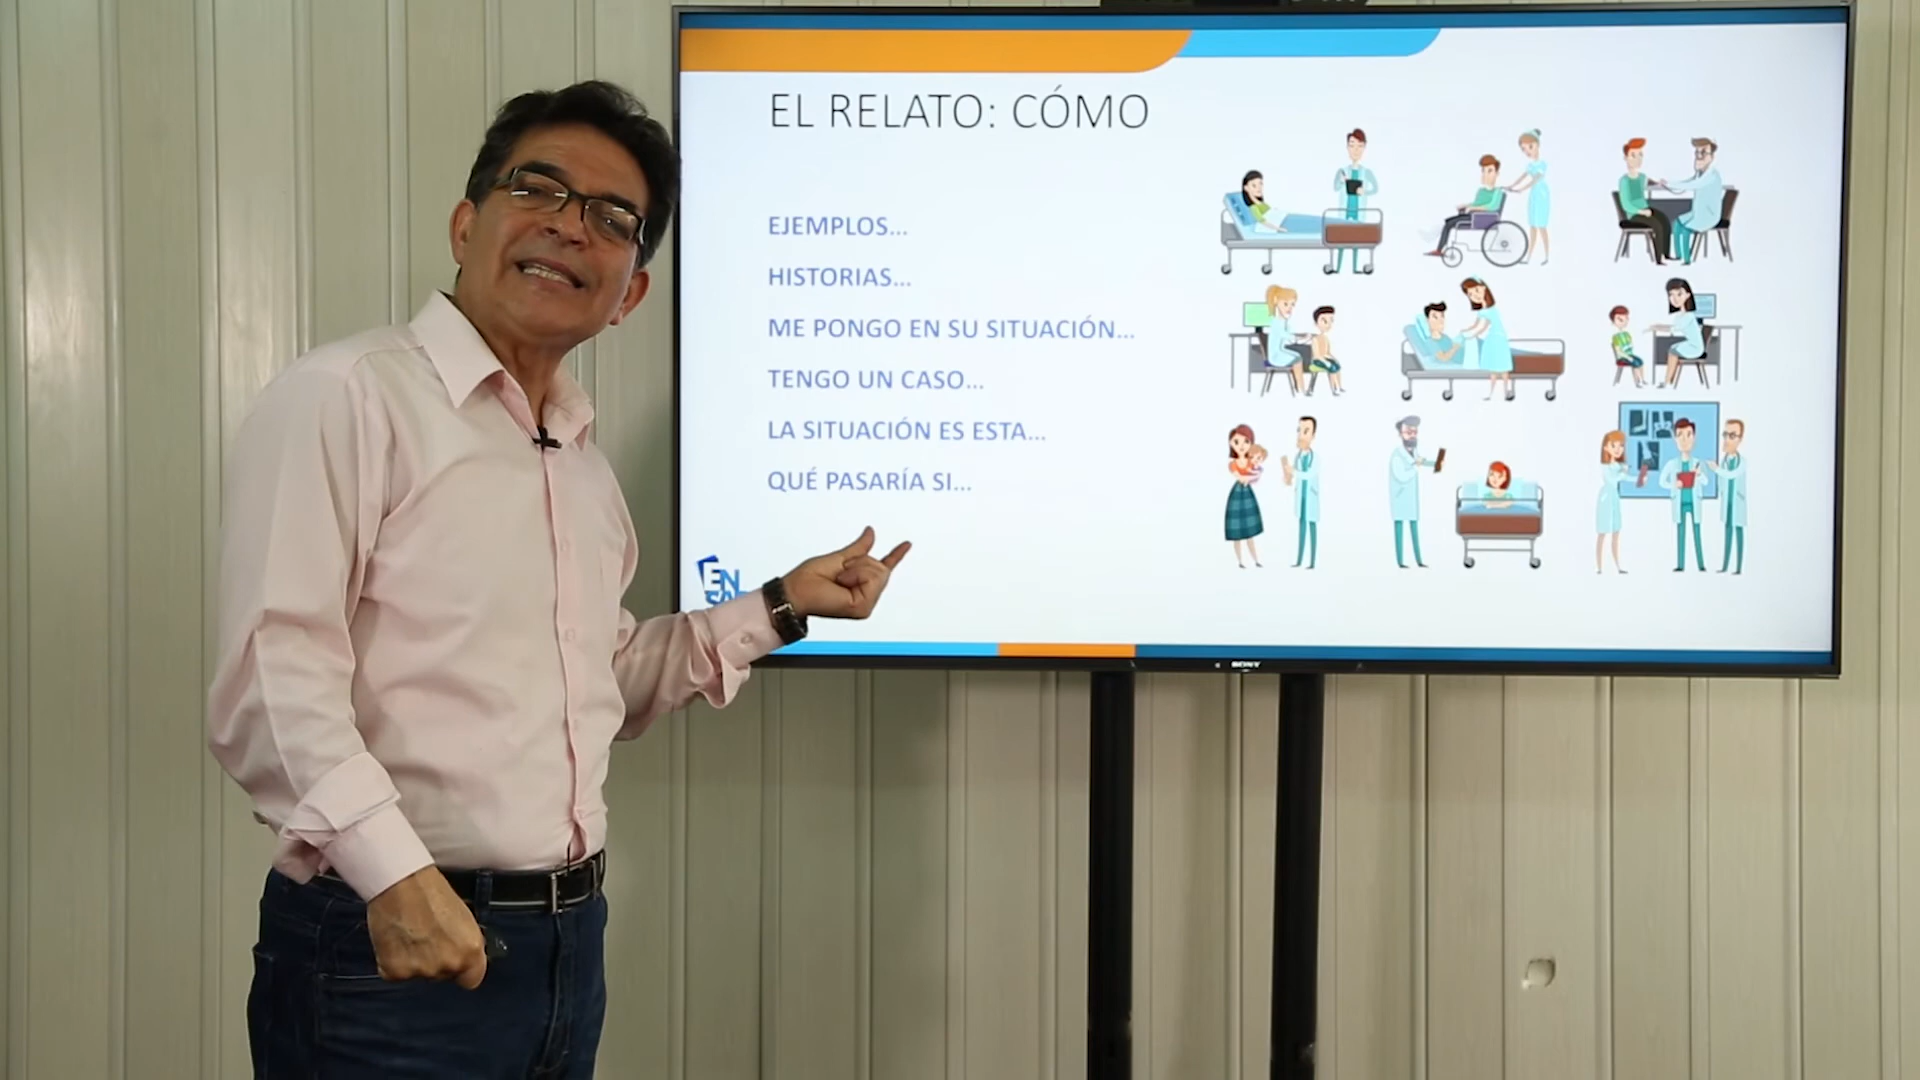 EL RELATO: CÓMO
EJEMPLOS...
HISTORIAS...
ME PONGO EN SU SITUACIÓN...
TENGO UN CASO...
LA SITUACIÓN ES ESTA...
QUÉ PASARÍA SI...
EN
SONY